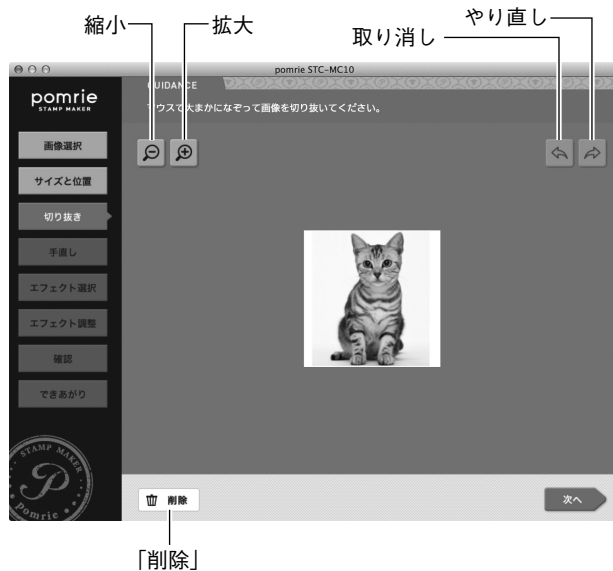 縮小
拡大
取り消し
やり直し
pomrie STC-MC10
pomrie
STAMP MAKER
GUIDANCE
マウスで大まかになぞって画像を切り抜いてください。
画像選択
サイズと位置
切り抜き
手直し
エフェクト選択
エフェクト調整
確認
できあがり
STAMP MAKER
P
Pomrie
削除
次へ
「削除」